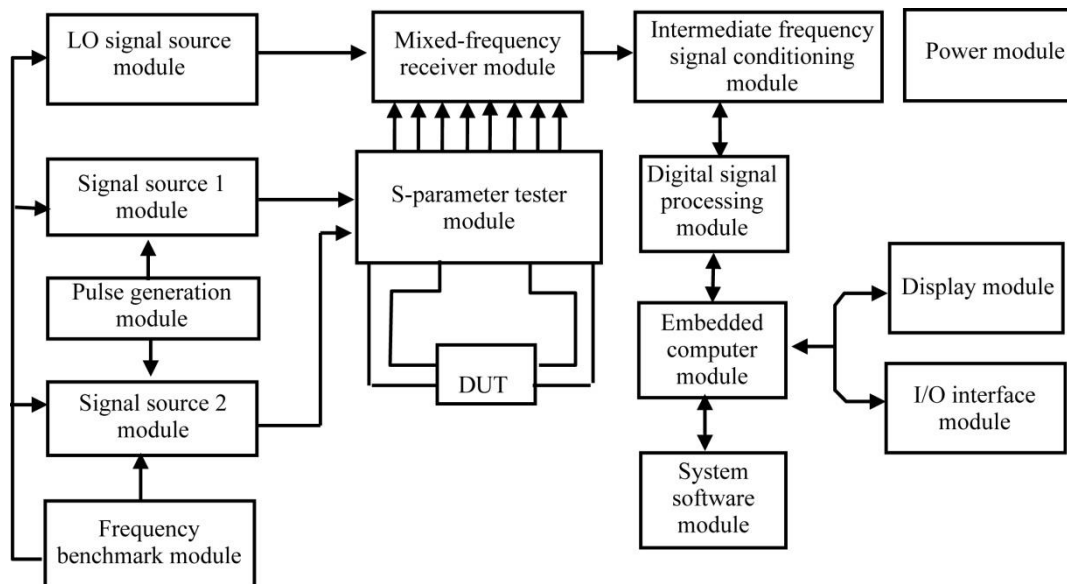 LO signal source
module
Mixed-frequency
receiver module
Intermediate frequency
signal conditioning
module
Power module
Signal source 1
module
S-parameter tester
module
Digital signal
processing
module
Pulse generation
module
Display module
Embedded
computer
module
DUT
Signal source 2
module
I/O interface
module
System
software
module
Frequency
benchmark module